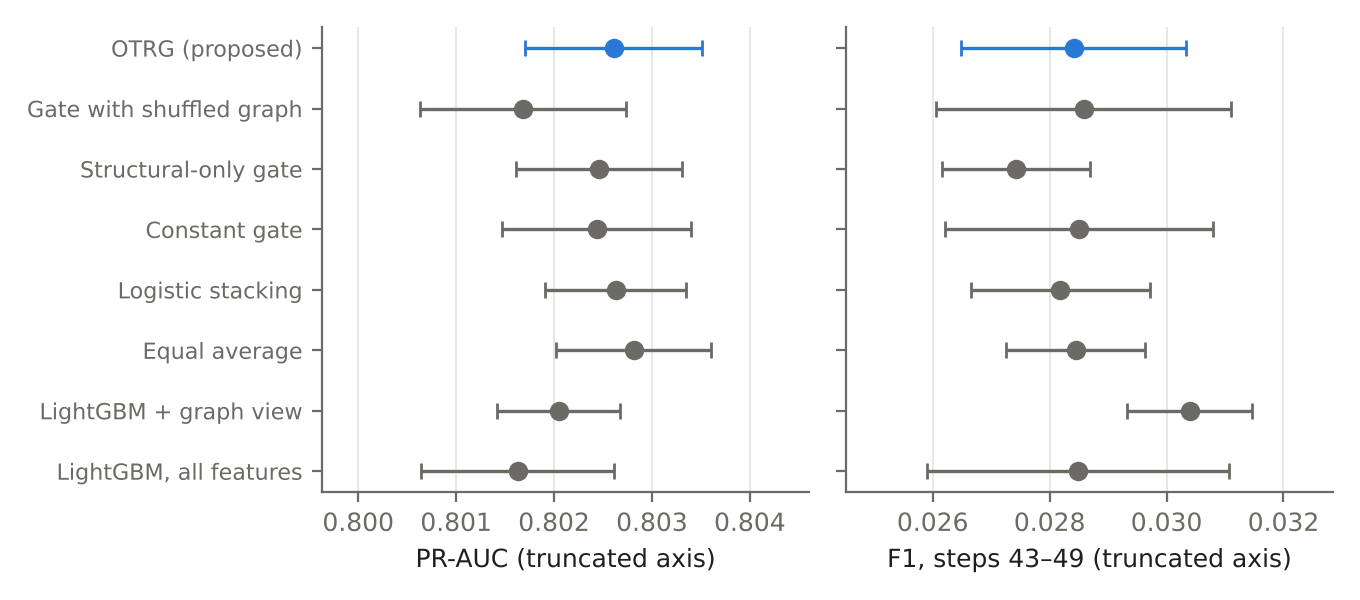 OTRG (proposed)
Gate with shuffled graph
Structural-only gate
Constant gate
Logistic stacking
Equal average
LightGBM + graph view
LightGBM, all features
0.800 0.801 0.802 0.803 0.804
PR-AUC (truncated axis)
0.026 0.028 0.030 0.032
F1, steps 43–49 (truncated axis)